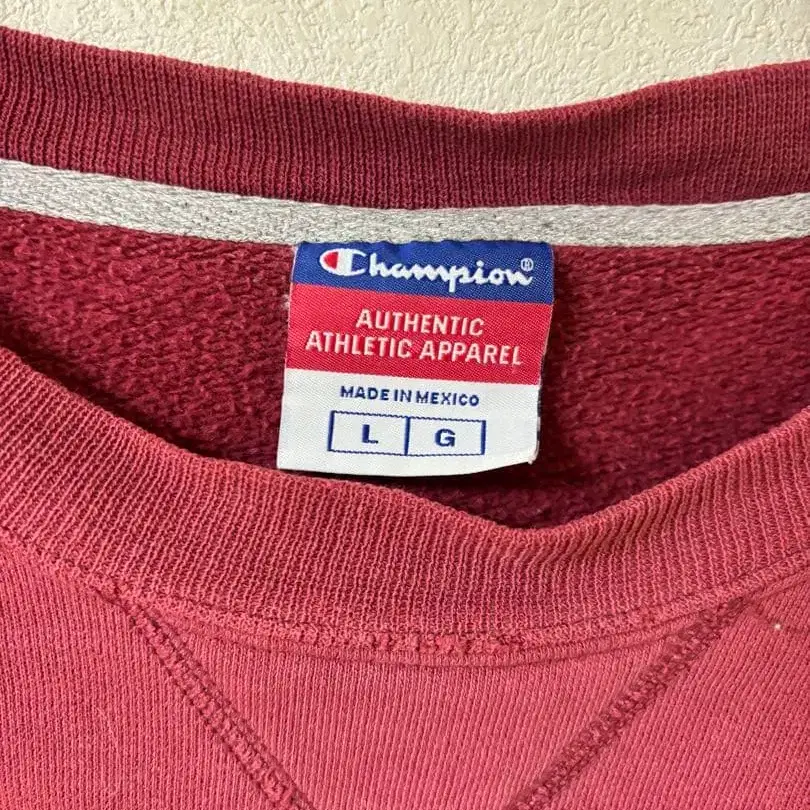 Champion®
AUTHENTIC
ATHLETIC APPAREL
MADE IN MEXICO
L G